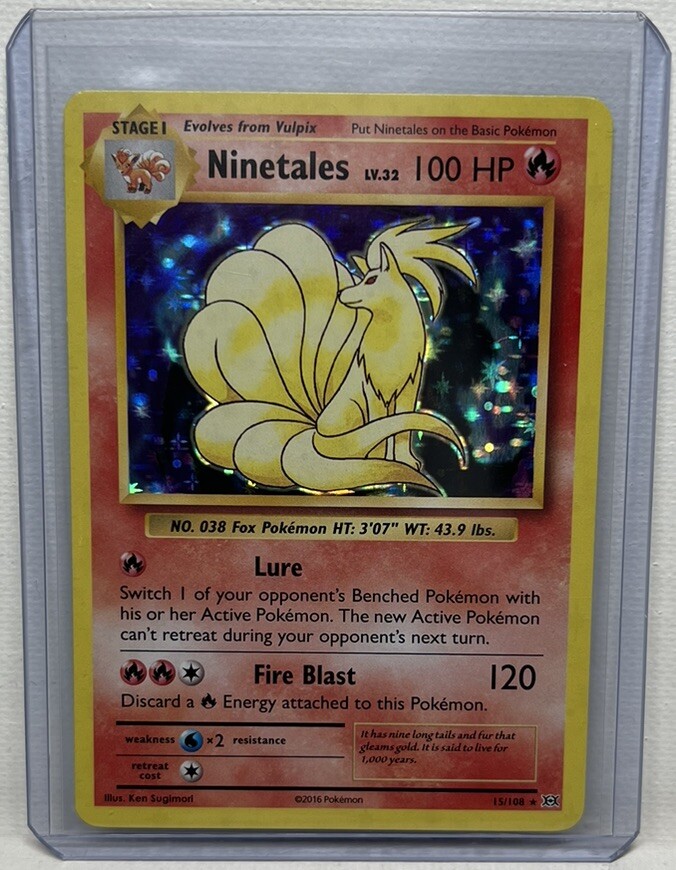 STAGE 1 Evolves from Vulpix Put Ninetales on the Basic Pokémon
Ninetales LV.32 100 HP
NO. 038 Fox Pokémon HT: 3'07" WT: 43.9 lbs.
Lure
Switch 1 of your opponent's Benched Pokémon with
his or her Active Pokémon. The new Active Pokémon
can't retreat during your opponent's next turn.
Fire Blast 120
Discard a Energy attached to this Pokémon.
weakness ×2 resistance
retreat
cost
It has nine long tails and fur that
gleams gold. It is said to live for
1,000 years.
Illus. Ken Sugimori ©2016 Pokémon 15/108 ★